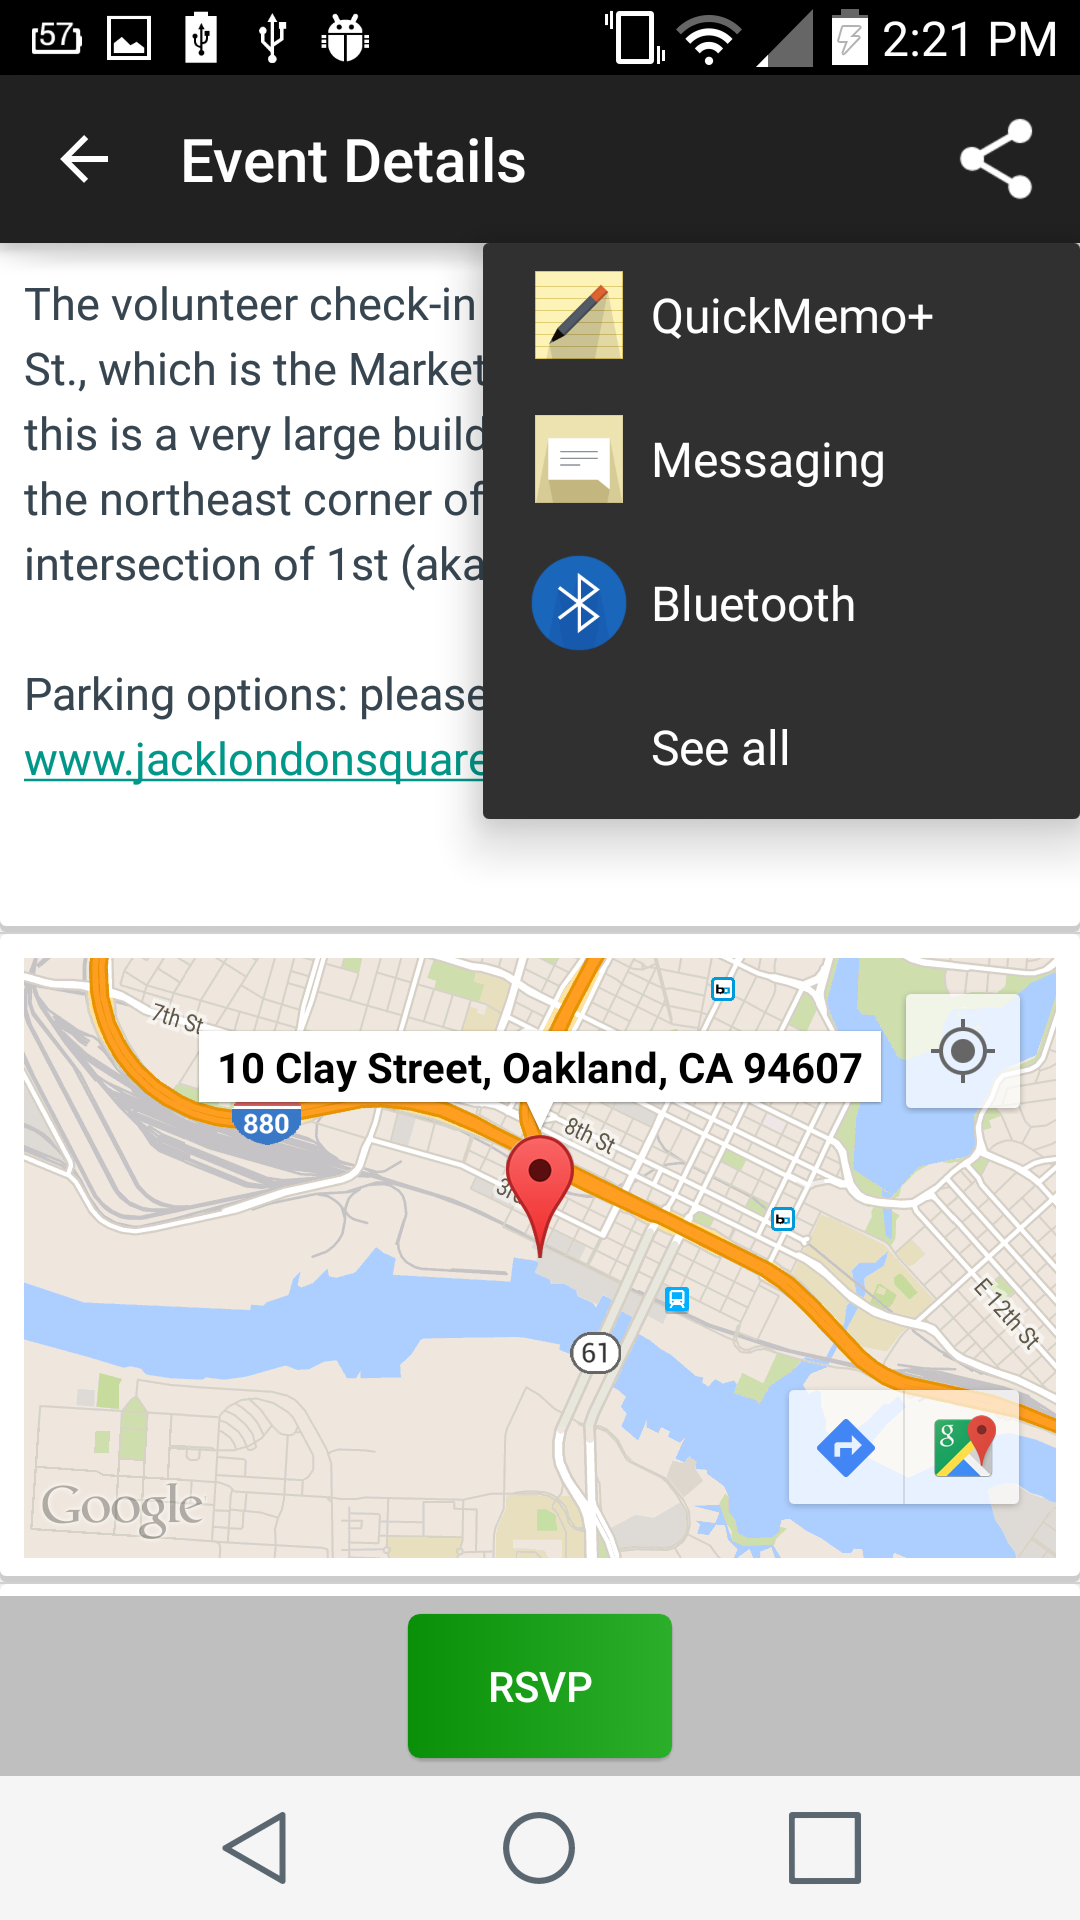 57
2:21 PM
Event Details
The volunteer check-in
St., which is the Market
this is a very large build
the northeast corner of
intersection of 1st (aka
Parking options: please
www.jacklondonsquare
QuickMemo+
Messaging
Bluetooth
See all
7th St
10 Clay Street, Oakland, CA 94607
880
8th St
3rd
E 12th St
61
Google
g
RSVP